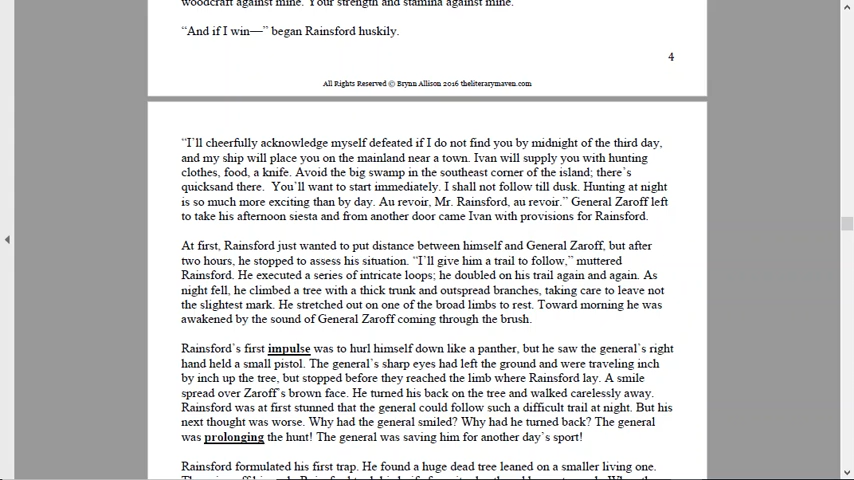 woodcraft against mine. Your strength and stamina against mine.
“And if I win—” began Rainsford huskily.
4
All Rights Reserved © Brynn Allison 2016 theliterarymaven.com
“I’ll cheerfully acknowledge myself defeated if I do not find you by midnight of the third day,
and my ship will place you on the mainland near a town. Ivan will supply you with hunting
clothes, food, a knife. Avoid the big swamp in the southeast corner of the island; there’s
quicksand there.  You’ll want to start immediately. I shall not follow till dusk. Hunting at night
is so much more exciting than by day. Au revoir, Mr. Rainsford, au revoir.” General Zaroff left
to take his afternoon siesta and from another door came Ivan with provisions for Rainsford.
At first, Rainsford just wanted to put distance between himself and General Zaroff, but after
two hours, he stopped to assess his situation. “I’ll give him a trail to follow,” muttered
Rainsford. He executed a series of intricate loops; he doubled on his trail again and again. As
night fell, he climbed a tree with a thick trunk and outspread branches, taking care to leave not
the slightest mark. He stretched out on one of the broad limbs to rest. Toward morning he was
awakened by the sound of General Zaroff coming through the brush.
Rainsford’s first impulse was to hurl himself down like a panther, but he saw the general’s right
hand held a small pistol. The general’s sharp eyes had left the ground and were traveling inch
by inch up the tree, but stopped before they reached the limb where Rainsford lay. A smile
spread over Zaroff’s brown face. He turned his back on the tree and walked carelessly away.
Rainsford was at first stunned that the general could follow such a difficult trail at night. But his
next thought was worse. Why had the general smiled? Why had he turned back? The general
was prolonging the hunt! The general was saving him for another day’s sport!
Rainsford formulated his first trap. He found a huge dead tree leaned on a smaller living one.